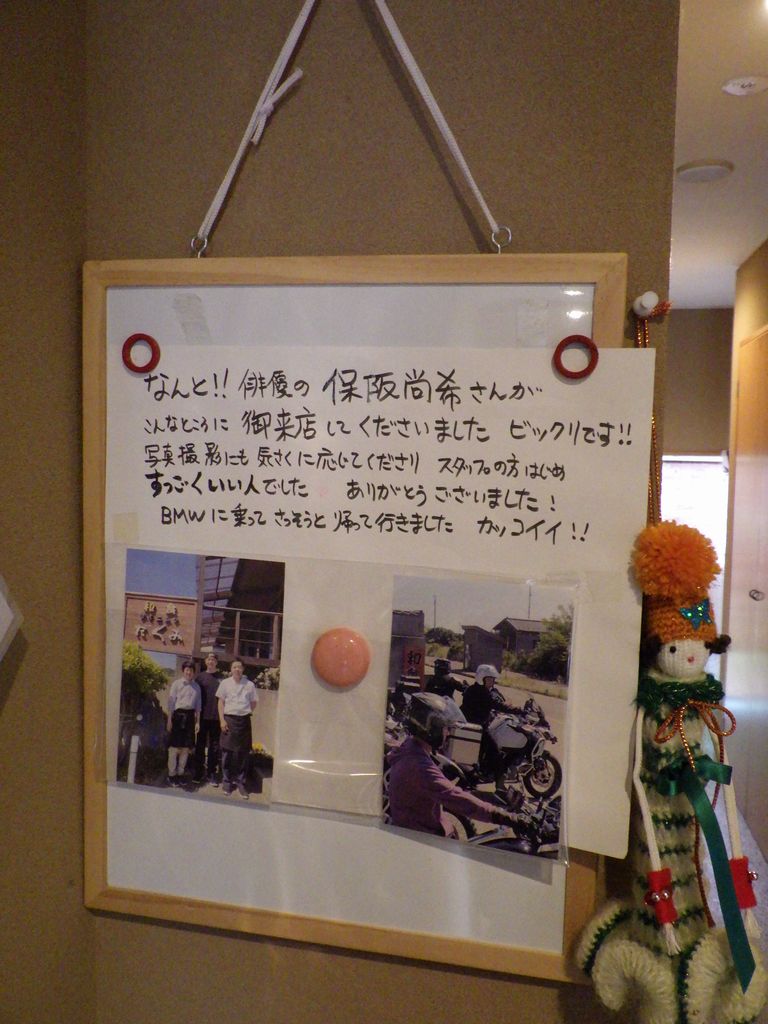 なんと!! 俳優の 保阪尚希さんが
こんなところに 御来店してくださいました ビックリです!!
写真撮影にも 気さくに応じてくださり スタッフの方はじめ
すっごくいい人でした ありがとうございました!
BMWに乗って さっそうと 帰って行きました カッコイイ!!
和